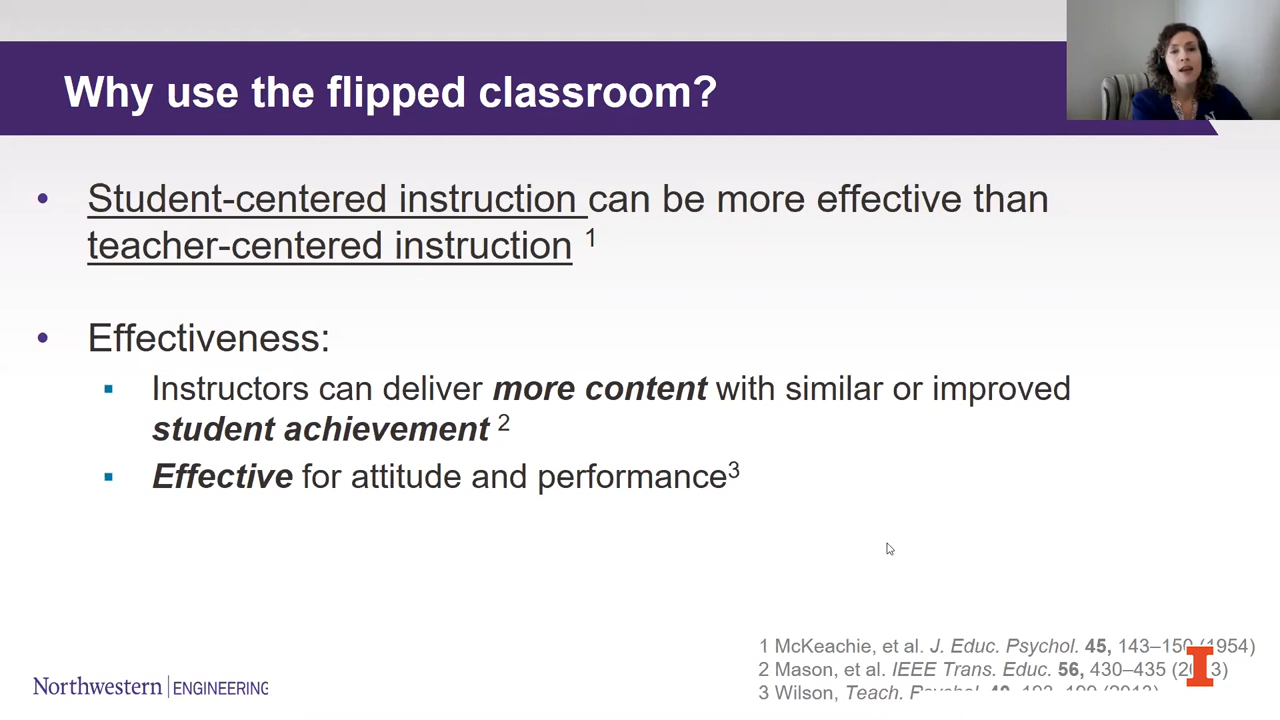 Why use the flipped classroom?
• Student-centered instruction can be more effective than
teacher-centered instruction 1
• Effectiveness:
▪ Instructors can deliver more content with similar or improved
student achievement 2
▪ Effective for attitude and performance3
1 McKeachie, et al. J. Educ. Psychol. 45, 143–150 (1954)
2 Mason, et al. IEEE Trans. Educ. 56, 430–435
3 Wilson, Teach.
Northwestern | ENGINEERING
I